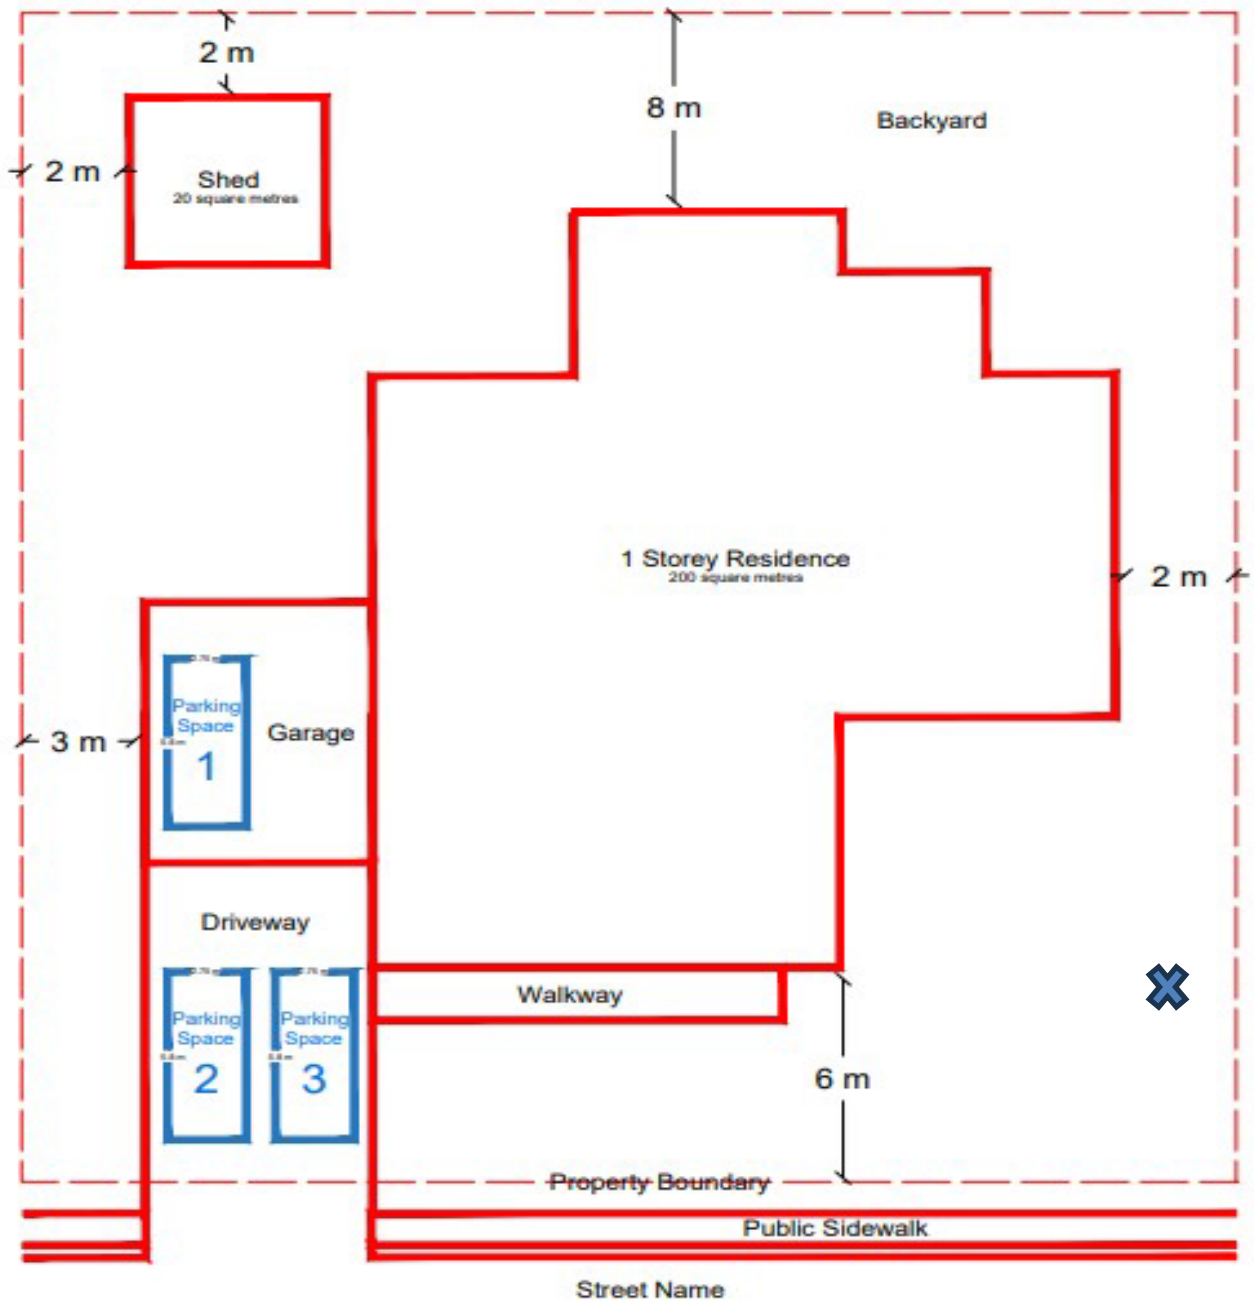 2 m
8 m
Backyard
2 m
Shed
20 square metres
1 Storey Residence
200 square metres
2 m
Parking
Space
1
Garage
3 m
Driveway
Parking
Space
2
Parking
Space
3
Walkway
6 m
Property Boundary
Public Sidewalk
Street Name